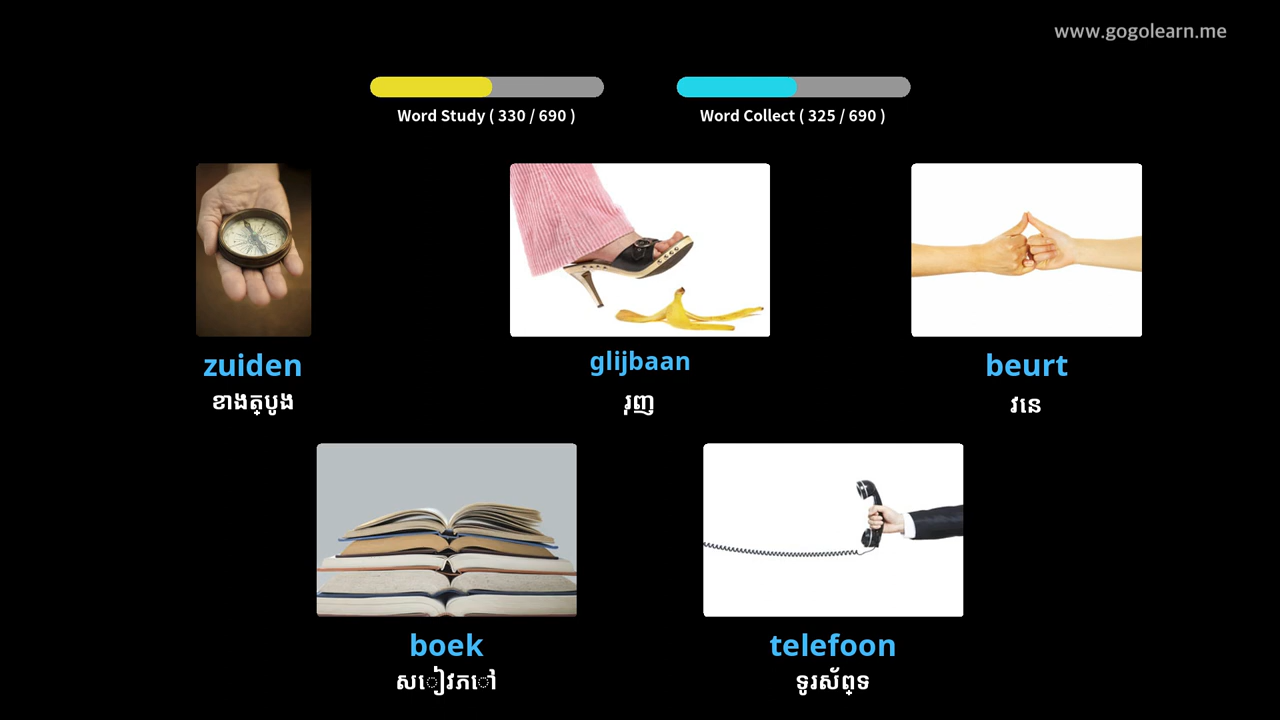 www.gogolearn.me
Word Study ( 330 / 690 )
Word Collect ( 325 / 690 )
zuiden
ខាងត្បូង
glijbaan
រុញ
beurt
វេន
boek
សៀវភៅ
telefoon
ទូរស័ព្ទ